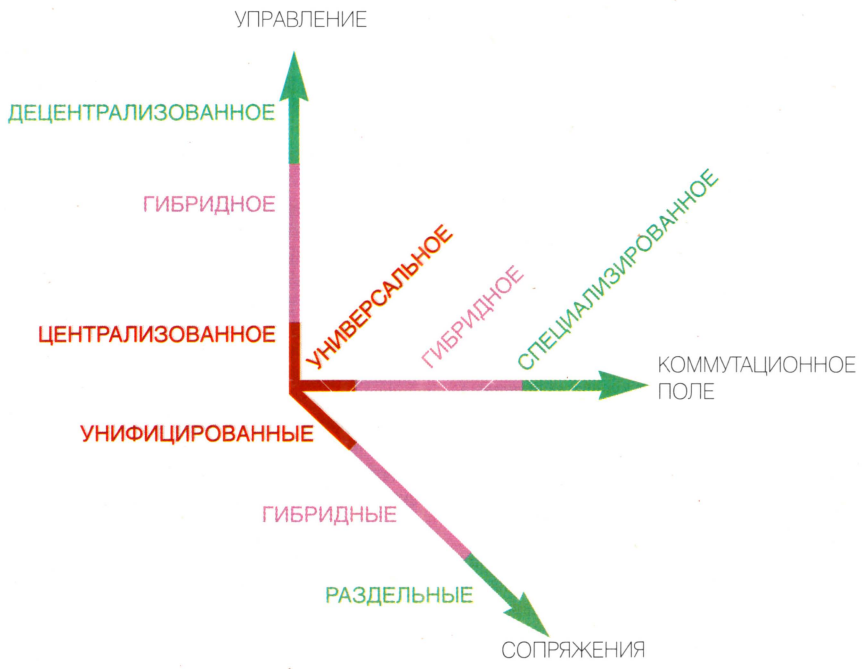 УПРАВЛЕНИЕ
ДЕЦЕНТРАЛИЗОВАННОЕ
ГИБРИДНОЕ
ЦЕНТРАЛИЗОВАННОЕ
УНИВЕРСАЛЬНОЕ
ГИБРИДНОЕ
СПЕЦИАЛИЗИРОВАННОЕ
КОММУТАЦИОННОЕ
ПОЛЕ
УНИФИЦИРОВАННЫЕ
ГИБРИДНЫЕ
РАЗДЕЛЬНЫЕ
СОПРЯЖЕНИЯ